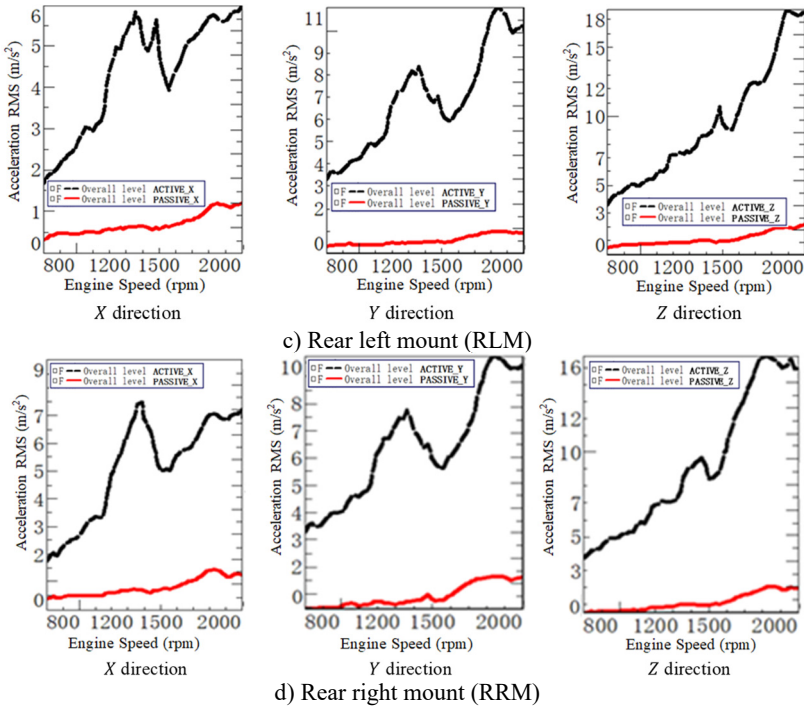 Acceleration RMS (m/s²)
6
5
4
3
2
1
0
F Overall level ACTIVE_X
F Overall level PASSIVE_X
800 1200 1500 2000
Engine Speed (rpm)
X direction
Acceleration RMS (m/s²)
11
10
9
8
7
6
5
4
3
2
1
0
F Overall level ACTIVE_Y
F Overall level PASSIVE_Y
800 1200 1500 2000
Engine Speed (rpm)
Y direction
Acceleration RMS (m/s²)
18
15
12
10
7
5
3
0
F Overall level ACTIVE_Z
F Overall level PASSIVE_Z
800 1200 1500 2000
Engine Speed (rpm)
Z direction
c) Rear left mount (RLM)
Acceleration RMS (m/s²)
9
7
6
5
4
3
2
1
0
F Overall level ACTIVE_X
F Overall level PASSIVE_X
800 1200 1500 2000
Engine Speed (rpm)
X direction
Acceleration RMS (m/s²)
10
8
7
6
5
4
2
0
F Overall level ACTIVE_Y
F Overall level PASSIVE_Y
800 1200 1500 2000
Engine Speed (rpm)
Y direction
Acceleration RMS (m/s²)
16
10
7
5
3
0
F Overall level ACTIVE_Z
F Overall level PASSIVE_Z
800 1200 1500 2000
Engine Speed (rpm)
Z direction
d) Rear right mount (RRM)